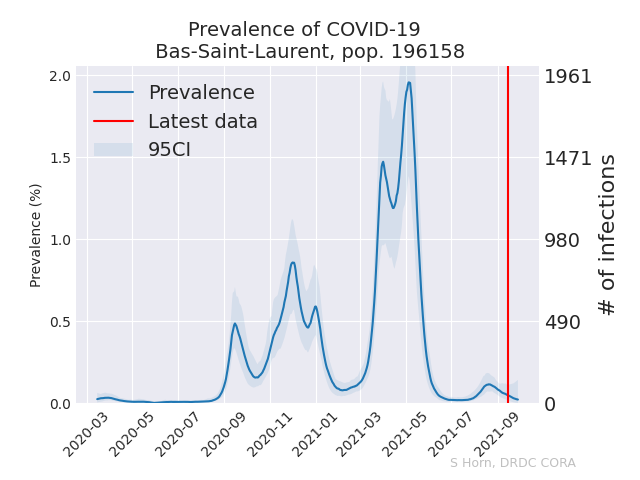 Prevalence of COVID-19
Bas-Saint-Laurent, pop. 196158
Prevalence
Latest data
95CI
Prevalence (%)
2.0
1.5
1.0
0.5
0.0
1961
1471
980
490
0
# of infections
2020-03
2020-05
2020-07
2020-09
2020-11
2021-01
2021-03
2021-05
2021-07
2021-09
S Horn, DRDC CORA